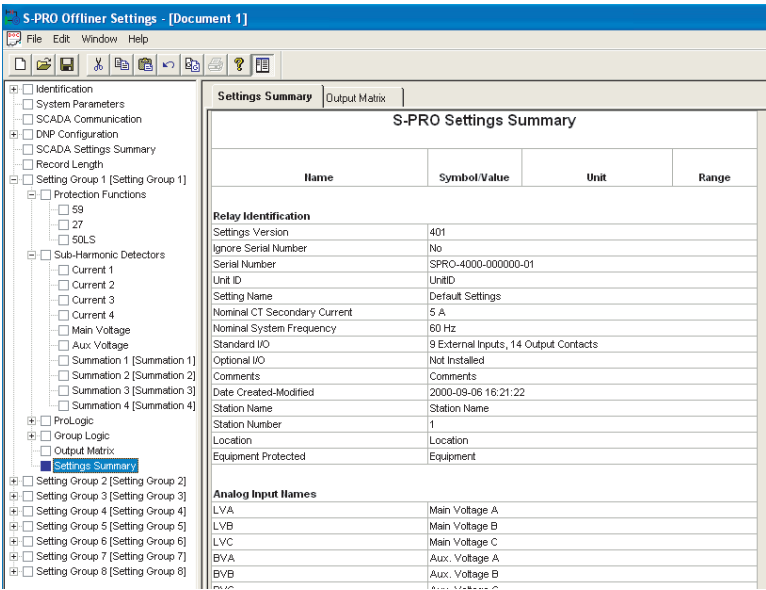 S-PRO Offliner Settings - [Document 1]
File Edit Window Help
Identification
System Parameters
SCADA Communication
DNP Configuration
SCADA Settings Summary
Record Length
Setting Group 1 [Setting Group 1]
Protection Functions
59
27
50LS
Sub-Harmonic Detectors
Current 1
Current 2
Current 3
Current 4
Main Voltage
Aux Voltage
Summation 1 [Summation 1]
Summation 2 [Summation 2]
Summation 3 [Summation 3]
Summation 4 [Summation 4]
ProLogic
Group Logic
Output Matrix
Settings Summary
Setting Group 2 [Setting Group 2]
Setting Group 3 [Setting Group 3]
Setting Group 4 [Setting Group 4]
Setting Group 5 [Setting Group 5]
Setting Group 6 [Setting Group 6]
Setting Group 7 [Setting Group 7]
Setting Group 8 [Setting Group 8]
Settings Summary Output Matrix
S-PRO Settings Summary
Name Symbol/Value Unit Range
Relay Identification
Settings Version 401
Ignore Serial Number No
Serial Number SPRO-4000-000000-01
Unit ID UnitID
Setting Name Default Settings
Nominal CT Secondary Current 5 A
Nominal System Frequency 60 Hz
Standard I/O 9 External Inputs, 14 Output Contacts
Optional I/O Not Installed
Comments Comments
Date Created-Modified 2000-09-06 16:21:22
Station Name Station Name
Station Number 1
Location Location
Equipment Protected Equipment
Analog Input Names
LVA Main Voltage A
LVB Main Voltage B
LVC Main Voltage C
BVA Aux. Voltage A
BVB Aux. Voltage B
BVC Aux. Voltage C